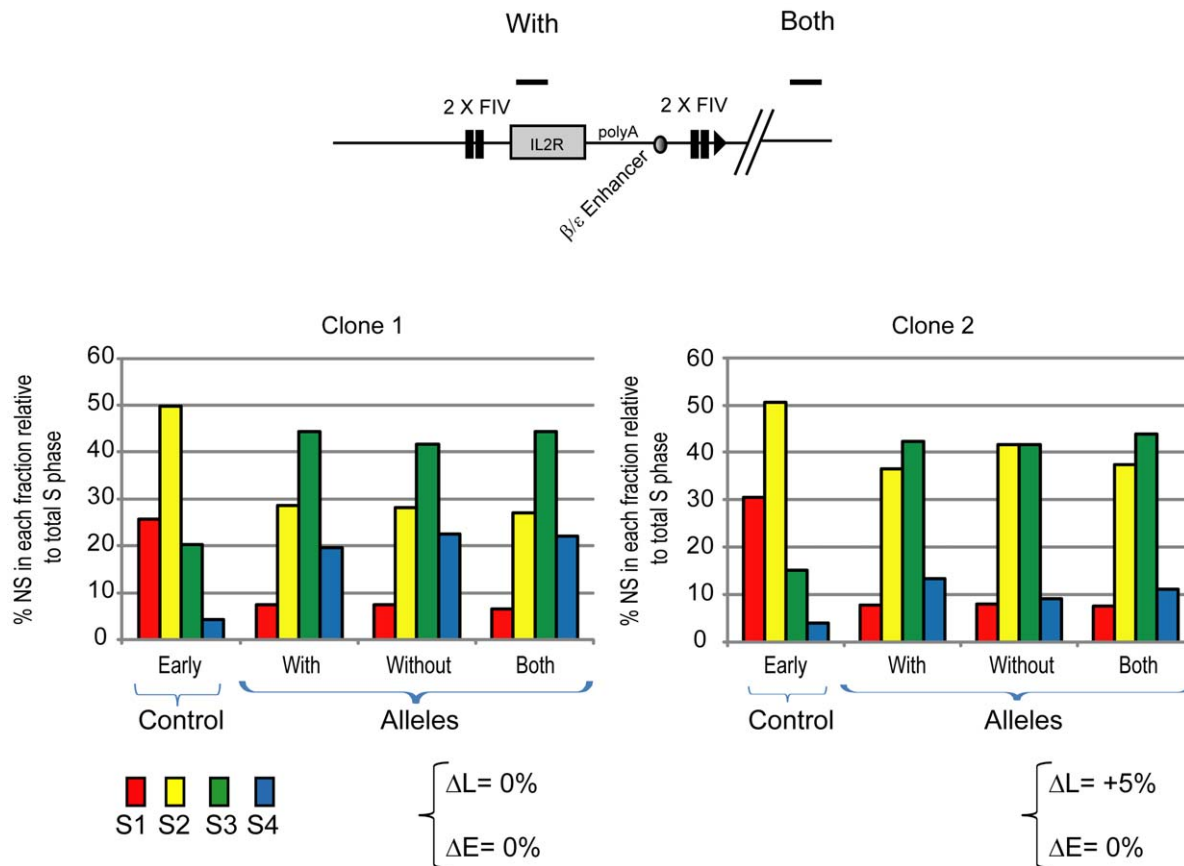 With
Both
2 X FIV
2 X FIV
IL2R
polyA
β/ε Enhancer
Clone 1
% NS in each fraction relative
to total S phase
60
50
40
30
20
10
0
Early
With
Without
Both
Control
Alleles
Clone 2
% NS in each fraction relative
to total S phase
60
50
40
30
20
10
0
Early
With
Without
Both
Control
Alleles
S1 S2 S3 S4
ΔL= 0%
ΔE= 0%
ΔL= +5%
ΔE= 0%